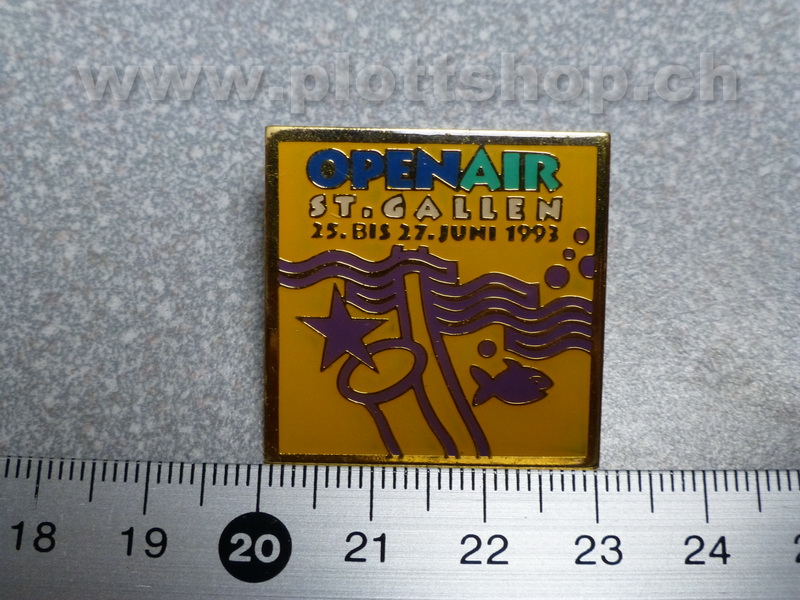 www.plottshop.ch
OPENAIR
ST. GALLEN
25. BIS 27. JUNI 1993
18 19 20 21 22 23 24